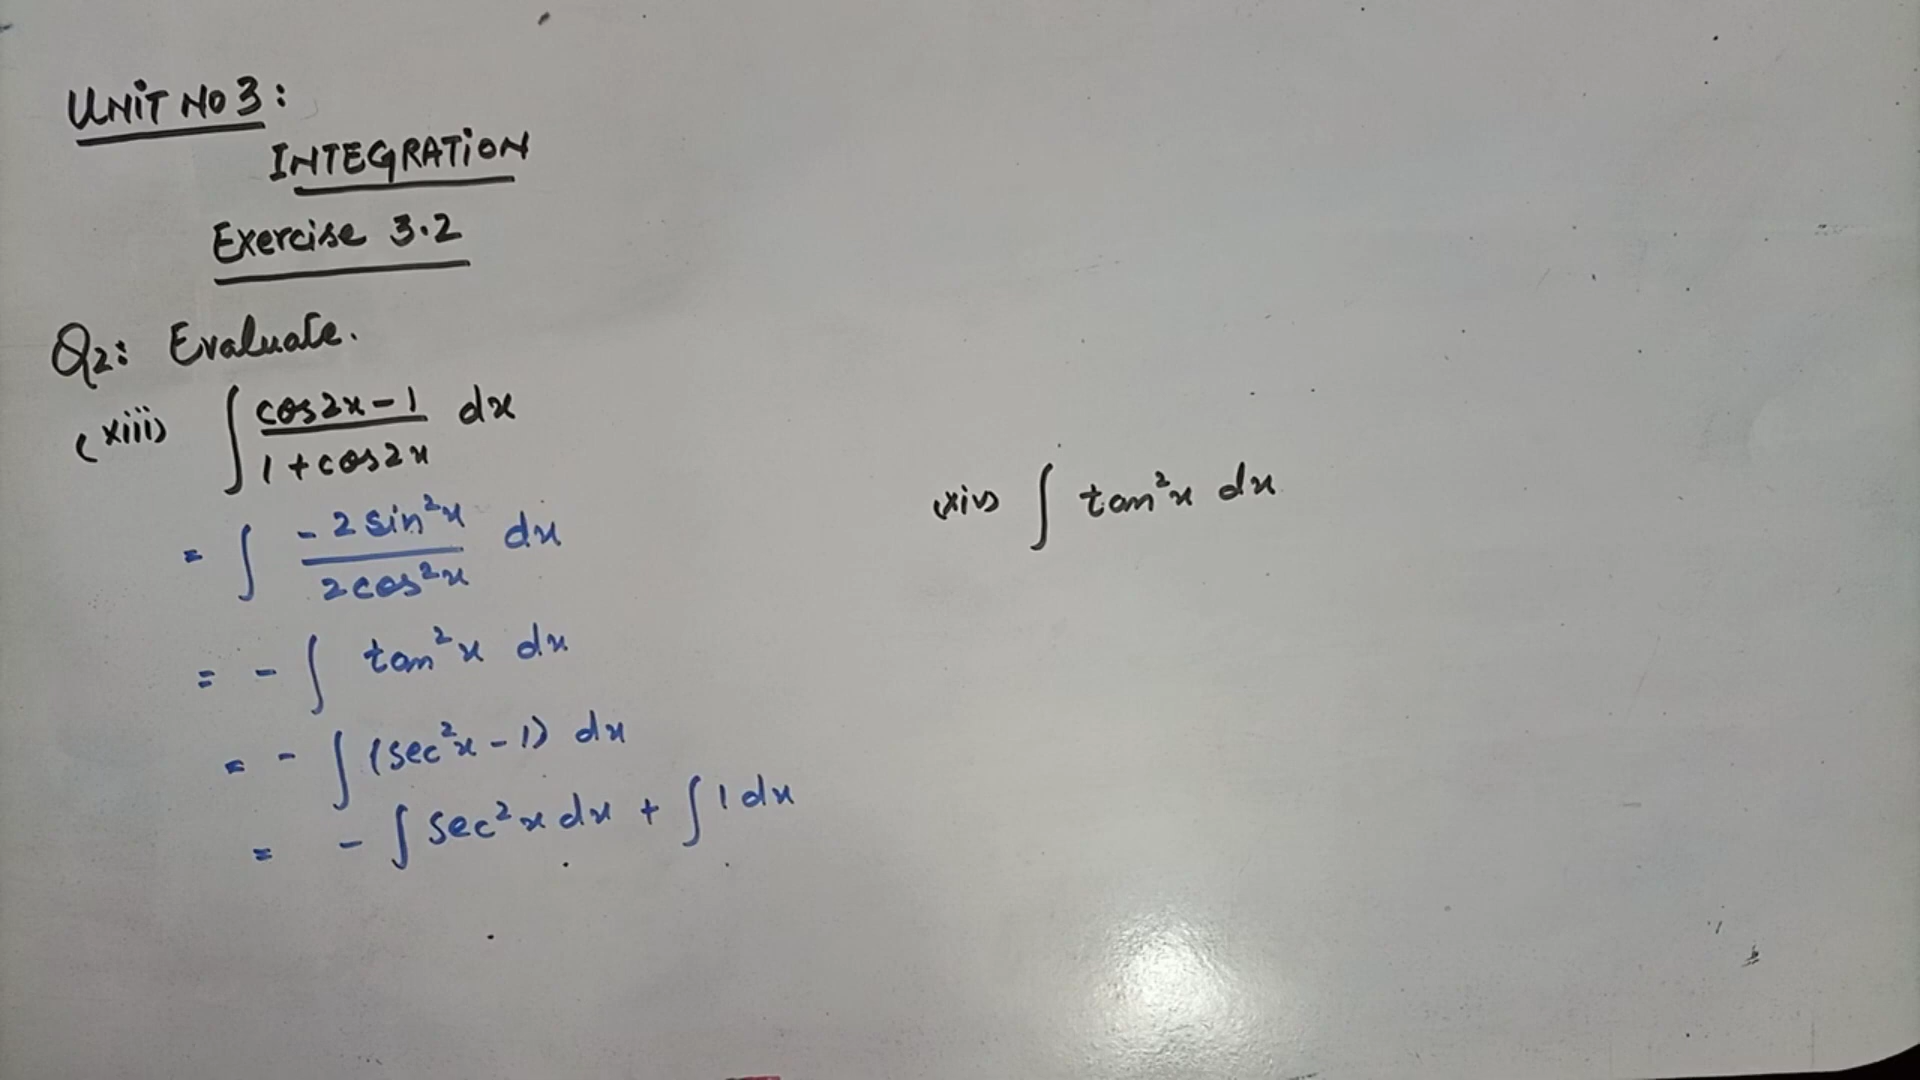 UNIT NO 3:
INTEGRATION
Exercise 3.2
Q2: Evaluate.
(xiii) ∫ (cos2x-1)/(1+cos2x) dx
= ∫ (-2 sin²x)/(2cos²x) dx
= - ∫ tan²x dx
= - ∫ (sec²x - 1) dx
= - ∫ sec²x dx + ∫ 1 dx
(xiv) ∫ tan²x dx